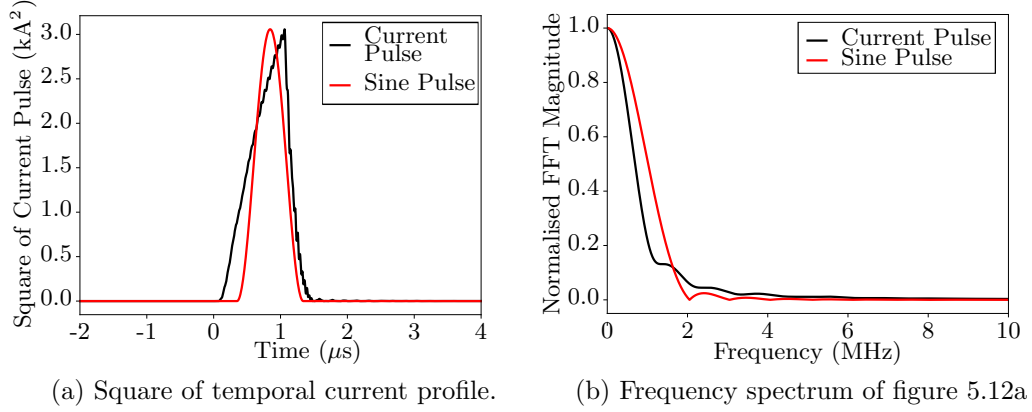 Square of Current Pulse (kA²)
3.0
2.5
2.0
1.5
1.0
0.5
0.0
-2
-1
0
1
2
3
4
Time (μs)
Current
Pulse
Sine Pulse
(a) Square of temporal current profile.
Normalised FFT Magnitude
1.0
0.8
0.6
0.4
0.2
0.0
0
2
4
6
8
10
Frequency (MHz)
Current Pulse
Sine Pulse
(b) Frequency spectrum of figure 5.12a